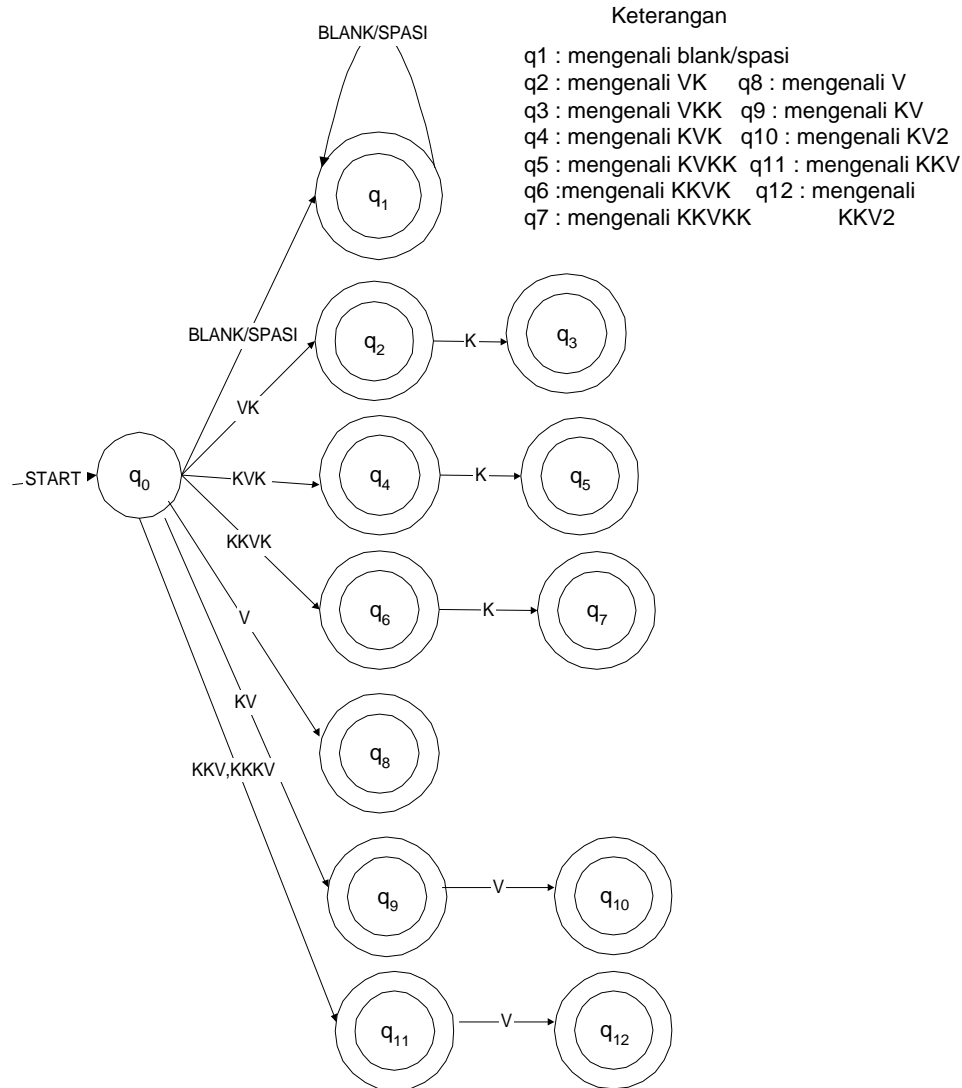 Keterangan
BLANK/SPASI
q1 : mengenali blank/spasi
q2 : mengenali VK q8 : mengenali V
q3 : mengenali VKK q9 : mengenali KV
q4 : mengenali KVK q10 : mengenali KV2
q5 : mengenali KVKK q11 : mengenali KKV
q6 :mengenali KKVK q12 : mengenali
q7 : mengenali KKVKK KKV2
q1
BLANK/SPASI
q2 K q3
VK
START q0 KVK q4 K q5
KKVK
q6 K q7
V
KV
q8
KKV,KKKV
q9 V q10
q11 V q12